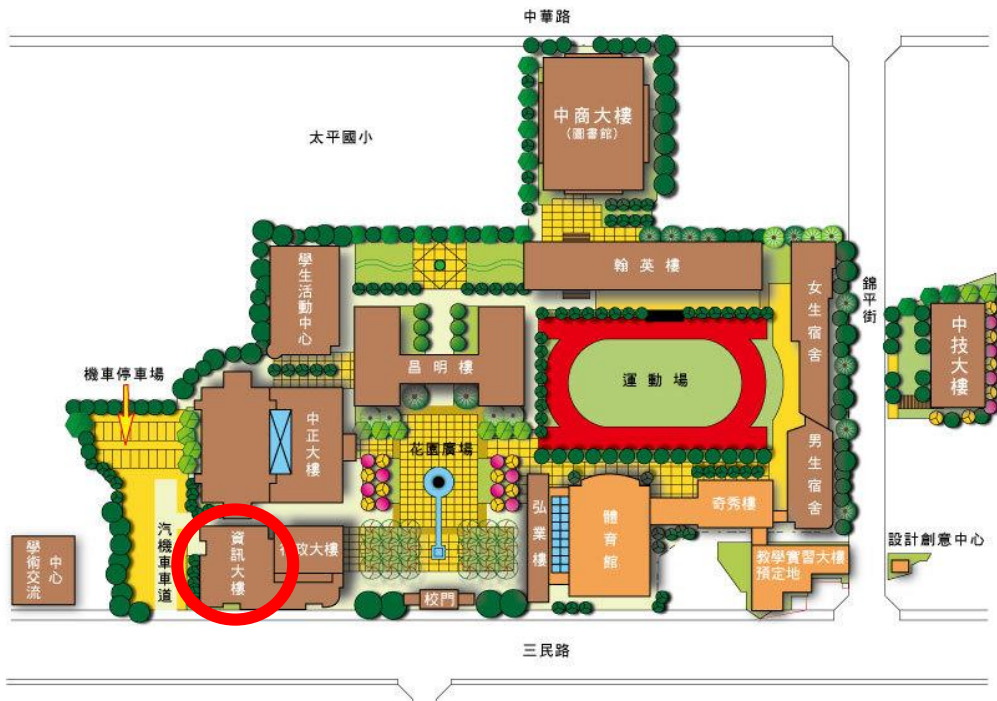 中華路
中商大樓
(圖書館)
太平國小
學生活動中心
翰英樓
女生宿舍
錦平街
中技大樓
昌明樓
運動場
機車停車場
中正大樓
花園廣場
男生宿舍
弘業樓
體育館
奇秀樓
資訊大樓
行政大樓
汽機車車道
學術交流
中心
設計創意中心
教學實習大樓
預定地
校門
三民路